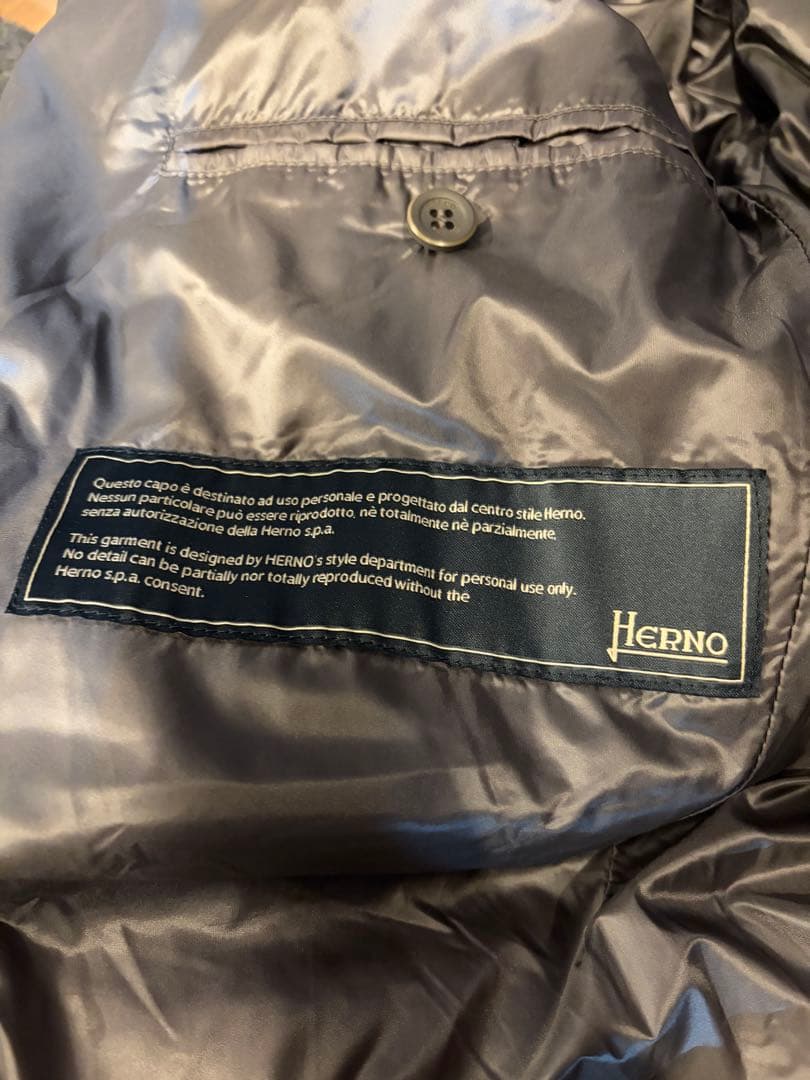 Questo capo è destinato ad uso personale e progettato dal centro stile Herno.
Nessun particolare può essere riprodotto, nè totalmente nè parzialmente,
senza autorizzazione della Herno s.p.a.
This garment is designed by HERNO's style department for personal use only.
No detail can be partially nor totally reproduced without the
Herno s.p.a. consent.
HERNO